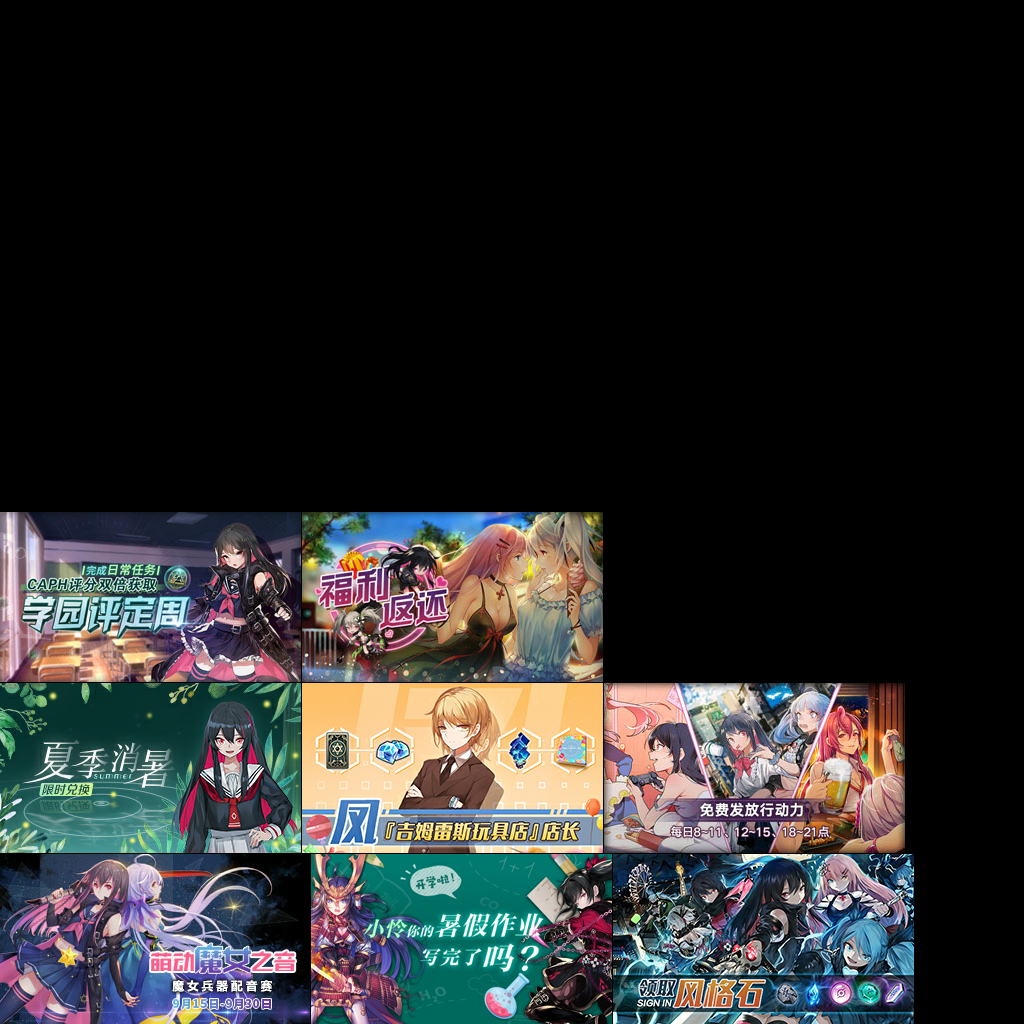 完成日常任务
CAPH评分双倍获取
学园评定周
福利
返还
夏季消暑
SUMMER
限时兑换
凤『吉姆雷斯玩具店』店长
免费发放行动力
每日8~11、12~15、18~21点
萌动魔女之音
魔女兵器配音赛
9月15日-9月30日
开学啦!
小怜你的暑假作业
写完了吗?
领取
SIGN IN
风格石